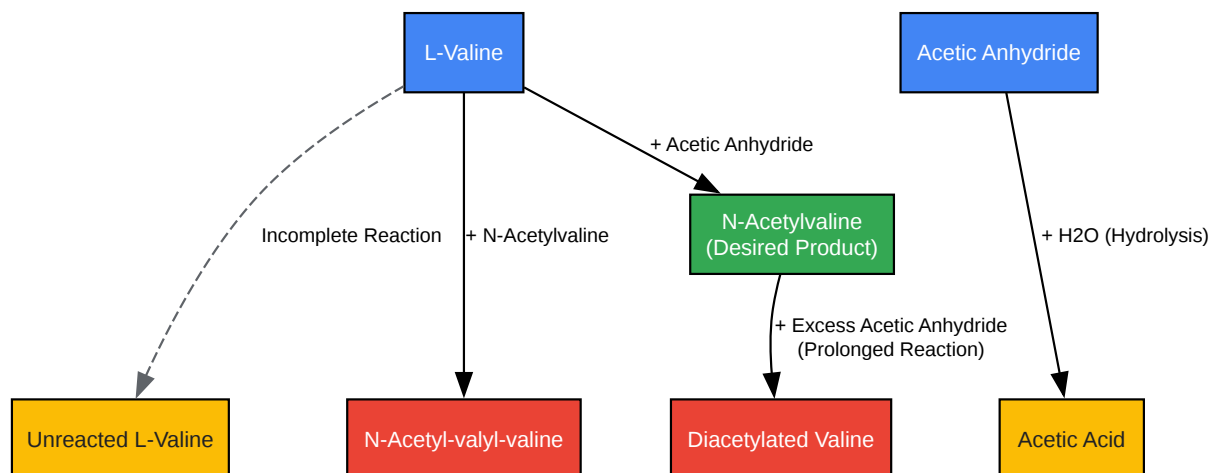 L-Valine
Acetic Anhydride
+ Acetic Anhydride
N-Acetylvaline
(Desired Product)
Incomplete Reaction
+ N-Acetylvaline
+ H2O (Hydrolysis)
+ Excess Acetic Anhydride
(Prolonged Reaction)
Unreacted L-Valine
N-Acetyl-valyl-valine
Diacetylated Valine
Acetic Acid